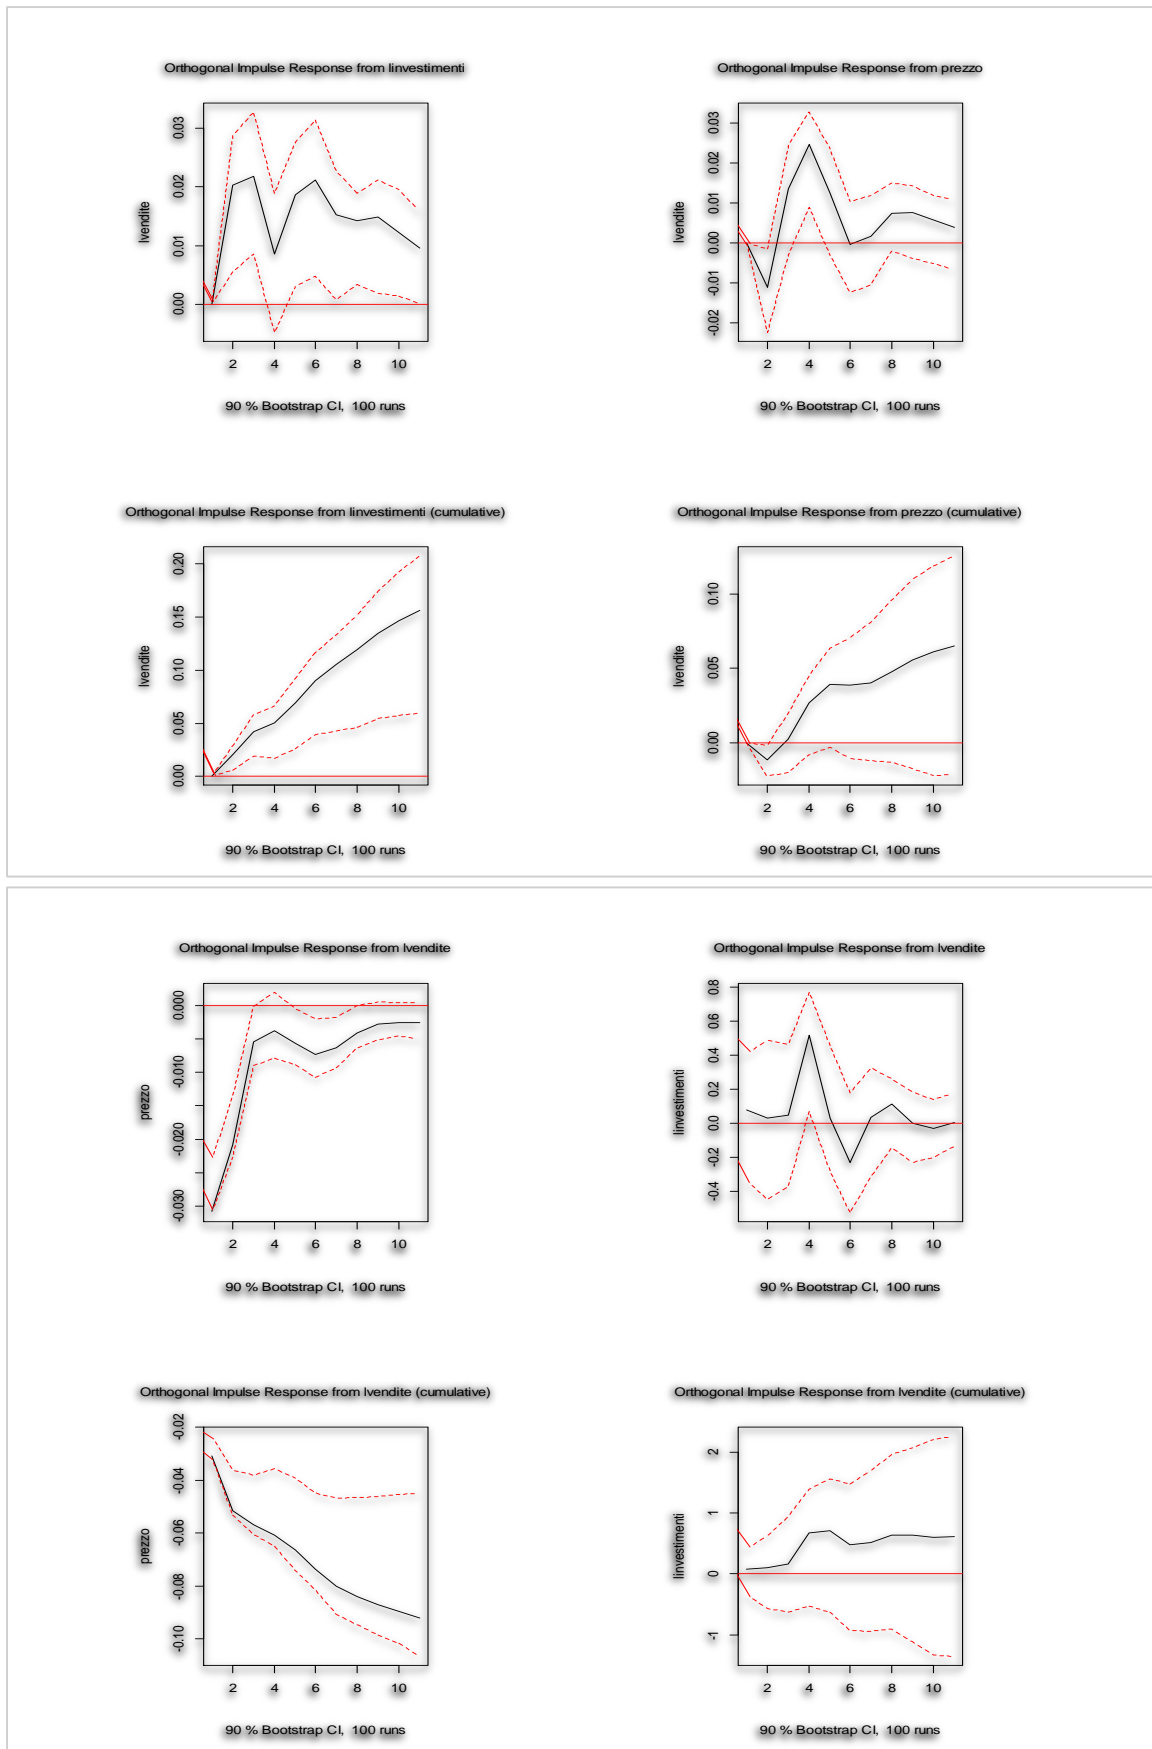 Orthogonal Impulse Response from linvestimenti
lvendite
0.00 0.01 0.02 0.03
2 4 6 8 10
90 % Bootstrap CI, 100 runs
Orthogonal Impulse Response from prezzo
lvendite
-0.02 -0.01 0.00 0.01 0.02 0.03
2 4 6 8 10
90 % Bootstrap CI, 100 runs
Orthogonal Impulse Response from linvestimenti (cumulative)
lvendite
0.00 0.05 0.10 0.15 0.20
2 4 6 8 10
90 % Bootstrap CI, 100 runs
Orthogonal Impulse Response from prezzo (cumulative)
lvendite
0.00 0.05 0.10
2 4 6 8 10
90 % Bootstrap CI, 100 runs
Orthogonal Impulse Response from lvendite
prezzo
-0.030 -0.020 -0.010 0.000
2 4 6 8 10
90 % Bootstrap CI, 100 runs
Orthogonal Impulse Response from lvendite
linvestimenti
-0.4 -0.2 0.0 0.2 0.4 0.6 0.8
2 4 6 8 10
90 % Bootstrap CI, 100 runs
Orthogonal Impulse Response from lvendite (cumulative)
prezzo
-0.10 -0.08 -0.06 -0.04 -0.02
2 4 6 8 10
90 % Bootstrap CI, 100 runs
Orthogonal Impulse Response from lvendite (cumulative)
linvestimenti
-1 0 1 2
2 4 6 8 10
90 % Bootstrap CI, 100 runs